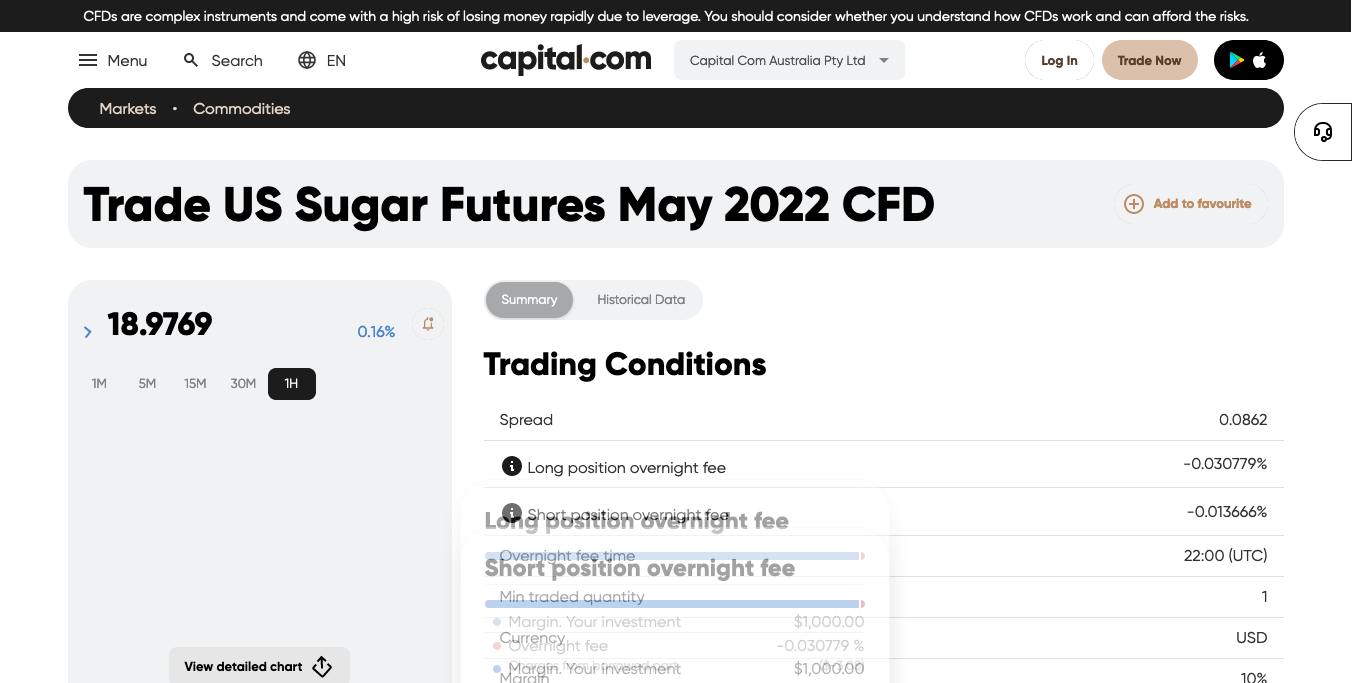 CFDs are complex instruments and come with a high risk of losing money rapidly due to leverage. You should consider whether you understand how CFDs work and can afford the risks.
Menu Search EN capital.com Capital Com Australia Pty Ltd Log In Trade Now
Markets • Commodities
Trade US Sugar Futures May 2022 CFD Add to favourite
18.9769 0.16%
1M 5M 15M 30M 1H
View detailed chart
Summary Historical Data
Trading Conditions
Spread 0.0862
Long position overnight fee -0.030779%
Short position overnight fee -0.013666%
Long position overnight fee
Overnight fee time 22:00 (UTC)
Short position overnight fee
Min traded quantity 1
Margin. Your investment $1,000.00
Currency USD
Overnight fee -0.030779 %
Margin. Your investment $1,000.00
Margin 10%